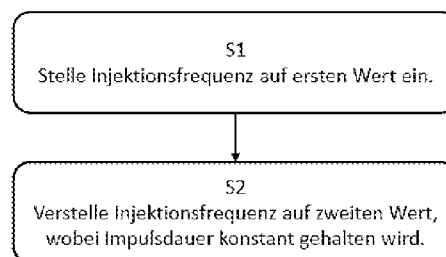 S1
Stelle Injektionsfrequenz auf ersten Wert ein.
S2
Verstelle Injektionsfrequenz auf zweiten Wert,
wobei Impulsdauer konstant gehalten wird.